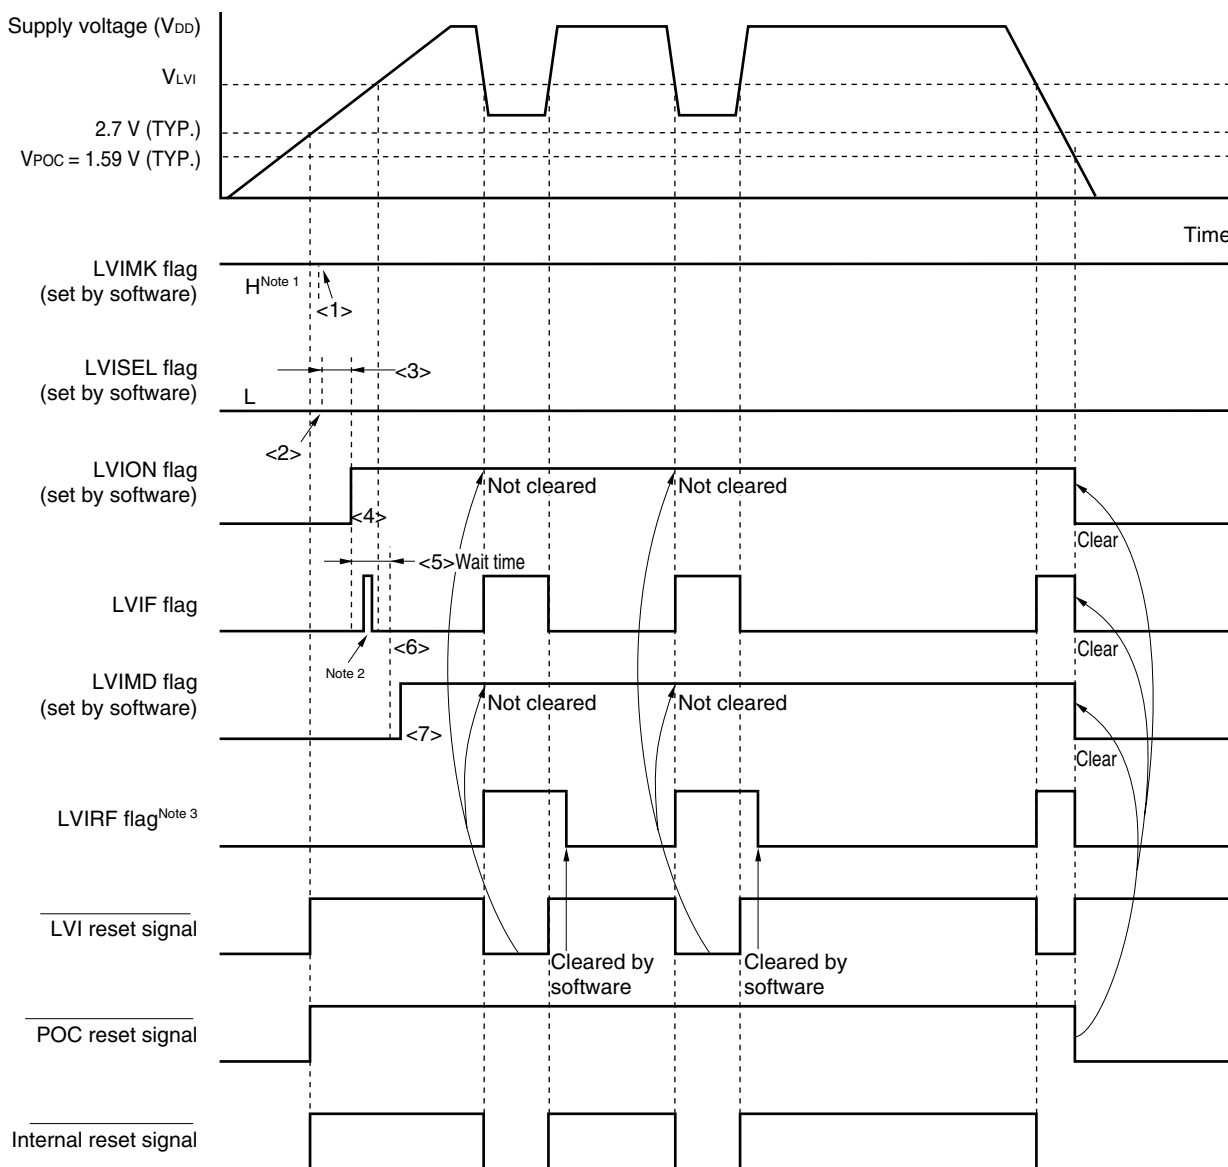 Supply voltage (VDD)
VLVI
2.7 V (TYP.)
VPOC = 1.59 V (TYP.)
Time
LVIMK flag
(set by software)
H Note 1
<1>
LVISEL flag
(set by software)
<3>
L
<2>
LVION flag
(set by software)
Not cleared
Not cleared
<4>
Clear
<5>Wait time
LVIF flag
Note 2
<6>
Clear
LVIMD flag
(set by software)
Not cleared
Not cleared
<7>
Clear
LVIRF flag Note 3
LVI reset signal
Cleared by
software
Cleared by
software
POC reset signal
Internal reset signal